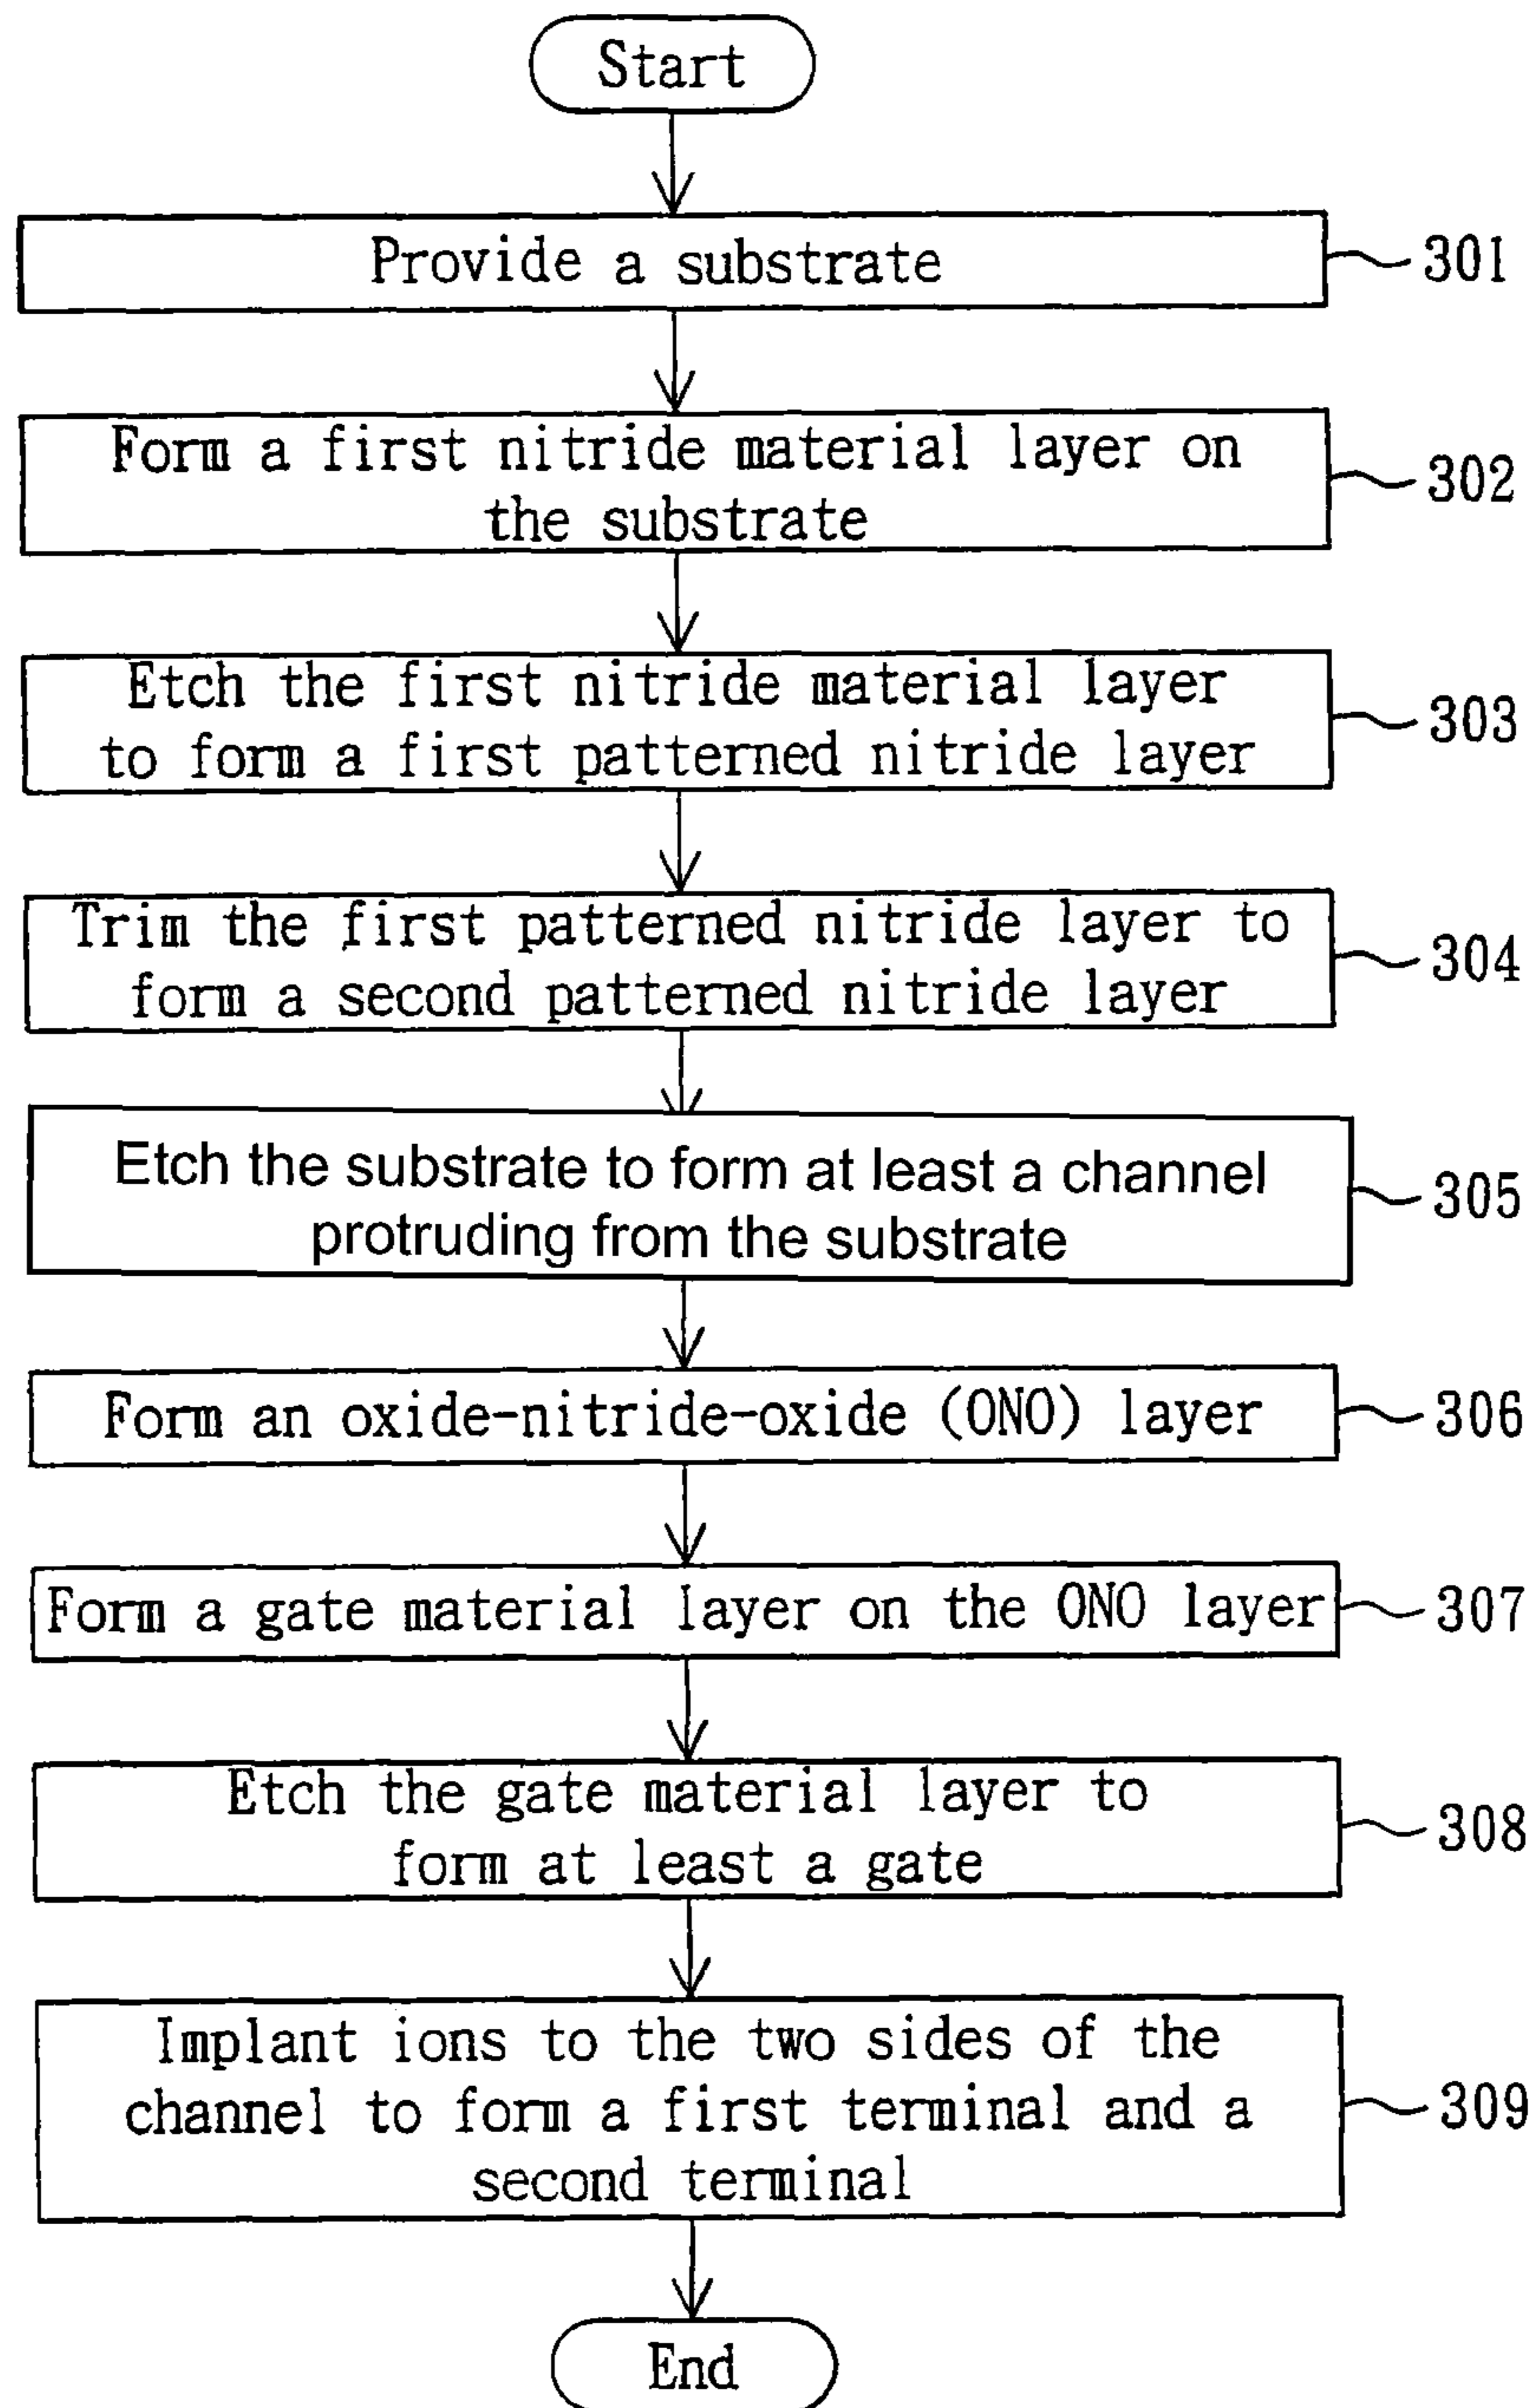 Start
Provide a substrate
301
Form a first nitride material layer on
the substrate
302
Etch the first nitride material layer
to form a first patterned nitride layer
303
Trim the first patterned nitride layer to
form a second patterned nitride layer
304
Etch the substrate to form at least a channel
protruding from the substrate
305
Form an oxide-nitride-oxide (ONO) layer
306
Form a gate material layer on the ONO layer
307
Etch the gate material layer to
form at least a gate
308
Implant ions to the two sides of the
channel to form a first terminal and a
second terminal
309
End